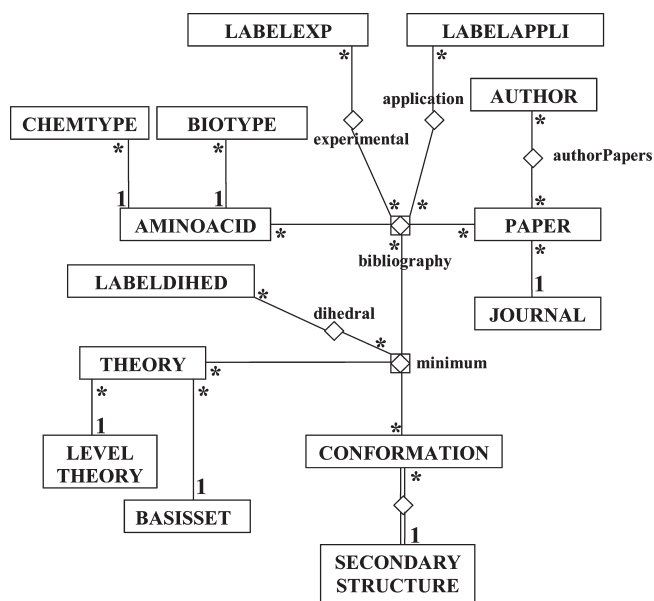 LABELEXP
LABELAPPLI
*
*
application
AUTHOR
CHEMTYPE
BIOTYPE
*
experimental
*
*
authorPapers
1
1
*
*
*
AMINOACID
*
*
*
PAPER
*
bibliography
*
LABELDIHED
1
*
dihedral
JOURNAL
*
THEORY
*
minimum
*
*
1
*
LEVEL
THEORY
CONFORMATION
*
1
BASISSET
1
SECONDARY
STRUCTURE